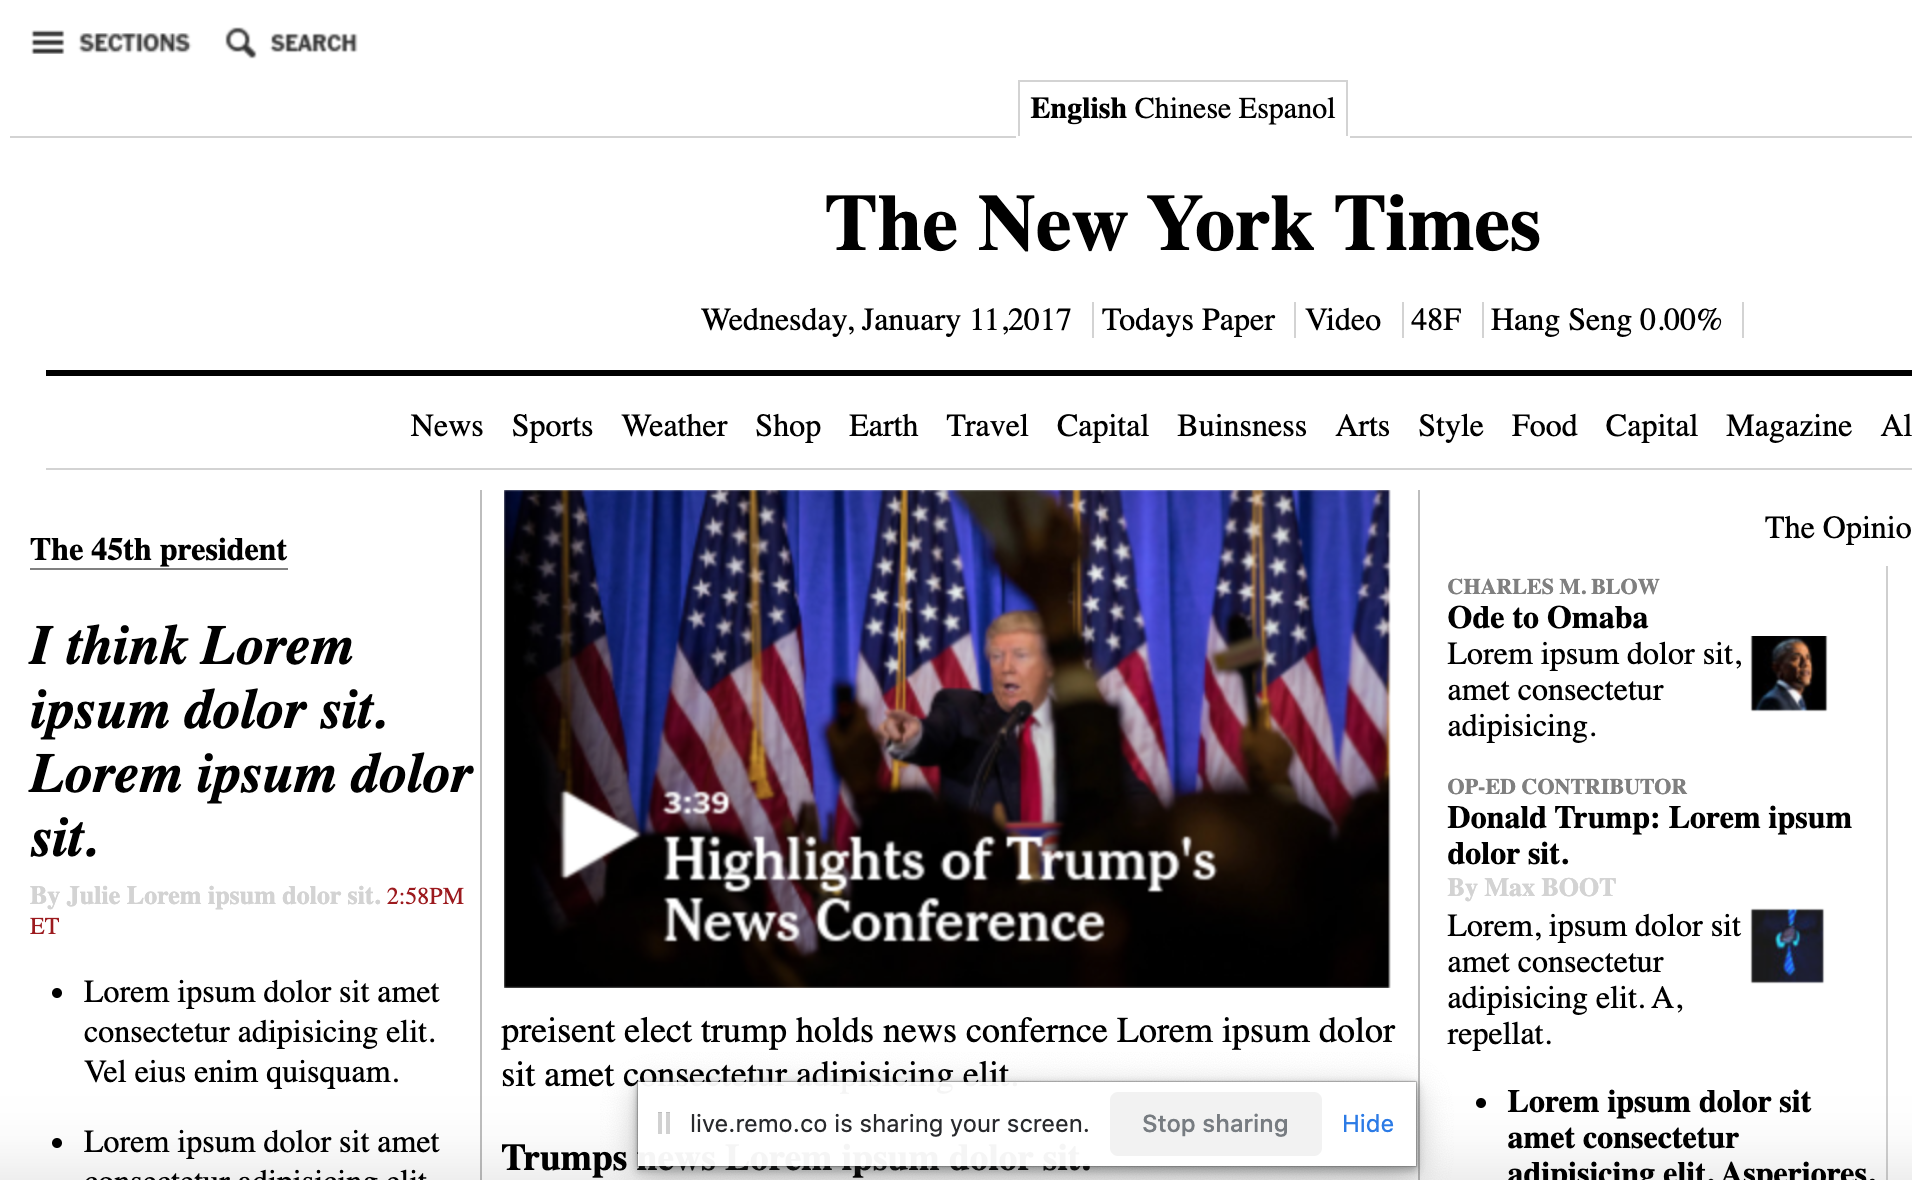 SECTIONS SEARCH
English Chinese Espanol
The New York Times
Wednesday, January 11,2017 Todays Paper Video 48F Hang Seng 0.00%
News Sports Weather Shop Earth Travel Capital Buinsness Arts Style Food Capital Magazine Al
The 45th president
I think Lorem
ipsum dolor sit.
Lorem ipsum dolor
sit.
By Julie Lorem ipsum dolor sit. 2:58PM
ET
Lorem ipsum dolor sit amet
consectetur adipisicing elit.
Vel eius enim quisquam.
Lorem ipsum dolor sit amet
consectetur adipisicing elit.
3:39
Highlights of Trump's
News Conference
preisent elect trump holds news confernce Lorem ipsum dolor
sit amet consectetur adipisicing elit.
Trumps news Lorem ipsum dolor sit.
The Opinio
CHARLES M. BLOW
Ode to Omaba
Lorem ipsum dolor sit,
amet consectetur
adipisicing.
OP-ED CONTRIBUTOR
Donald Trump: Lorem ipsum
dolor sit.
By Max BOOT
Lorem, ipsum dolor sit
amet consectetur
adipisicing elit. A,
repellat.
Lorem ipsum dolor sit
amet consectetur
adipisicing elit. Asperiores,
live.remo.co is sharing your screen. Stop sharing Hide